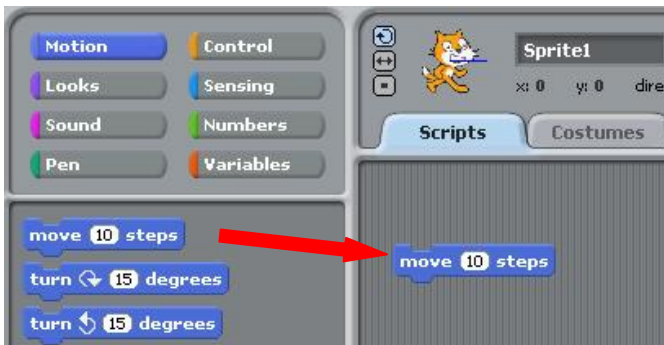 Motion Control
Looks Sensing
Sound Numbers
Pen Variables
move 10 steps
turn 15 degrees
turn 15 degrees
Sprite1
x: 0 y: 0 dire
Scripts Costumes
move 10 steps